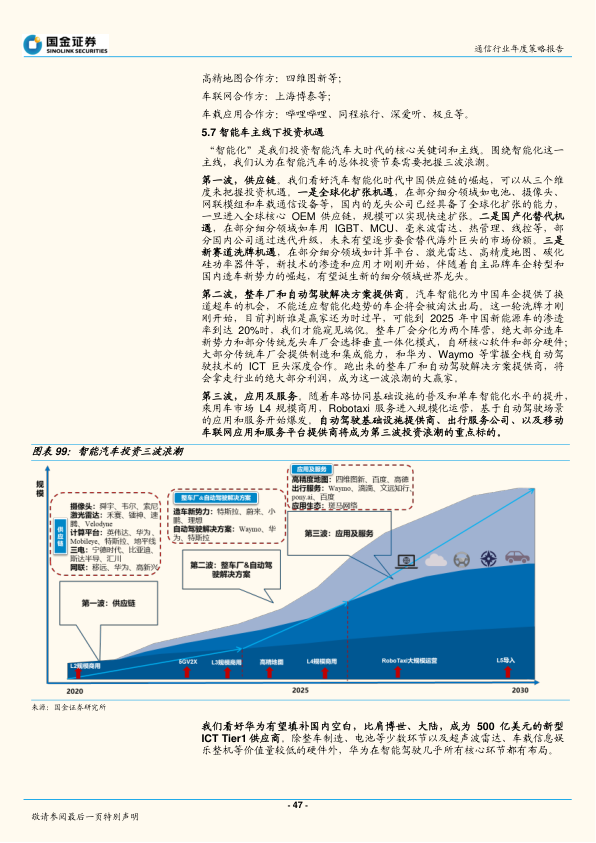 国金证券
SINOLINK SECURITIES
通信行业年度策略报告
高精地图合作方：四维图新等；
车联网合作方：上海博泰等；
车载应用合作方：哔哩哔哩、同程旅行、深爱听、极豆等。
5.7 智能车主线下投资机遇
“智能化”是我们投资智能汽车大时代的核心关键词和主线。围绕智能化这一
主线，我们认为在智能汽车的总体投资节奏需要把握三波浪潮。
第一波，供应链。我们看好汽车智能化时代中国供应链的崛起，可以从三个维
度来把握投资机遇。一是全球化扩张机遇，在部分细分领域如电池、摄像头、
网联模组和车载通信设备等，国内的龙头公司已经具备了全球化扩张的能力，
一旦进入全球核心 OEM 供应链，规模可以实现快速扩张。二是国产化替代机
遇，在部分细分领域如车用 IGBT、MCU、毫米波雷达、热管理、线控等，部
分国内公司通过迭代升级，未来有望逐步蚕食替代海外巨头的市场份额。三是
新赛道洗牌机遇，在部分细分领域如计算平台、激光雷达、高精度地图、碳化
硅功率器件等，新技术的渗透和应用才刚刚开始，伴随着自主品牌车企转型和
国内造车新势力的崛起，有望诞生新的细分领域世界龙头。
第二波，整车厂和自动驾驶解决方案提供商。汽车智能化为中国车企提供了换
道超车的机会，不能适应智能化趋势的车企将会被淘汰出局。这一轮洗牌才刚
刚开始，目前判断谁是赢家还为时过早，可能到 2025 年中国新能源车的渗透
率到达 20%时，我们才能窥见端倪。整车厂会分化为两个阵营，绝大部分造车
新势力和部分传统龙头车厂会选择垂直一体化模式，自研核心软件和部分硬件；
大部分传统车厂会提供制造和集成能力，和华为、Waymo 等掌握全栈自动驾
驶技术的 ICT 巨头深度合作。跑出来的整车厂和自动驾驶解决方案提供商，将
会拿走行业的绝大部分利润，成为这一波浪潮的大赢家。
第三波，应用及服务。随着车路协同基础设施的普及和单车智能化水平的提升，
乘用车市场 L4 规模商用，Robotaxi 服务进入规模化运营，基于自动驾驶场景
的应用和服务开始爆发。自动驾驶基础设施提供商、出行服务公司、以及移动
车联网应用和服务平台提供商将成为第三波投资浪潮的重点标的。
图表 99：智能汽车投资三波浪潮
规模
供应链
摄像头：舜宇、韦尔、索尼
激光雷达：禾赛、镭神、速
腾、Velodyne
计算平台：英伟达、华为、
Mobileye、特斯拉、地平线
三电：宁德时代、比亚迪、
斯达半导、汇川
网联：移远、华为、高新兴
整车厂&自动驾驶解决方案
造车新势力：特斯拉、蔚来、小
鹏、理想
自动驾驶解决方案：Waymo、华
为、特斯拉
应用及服务
高精度地图：四维图新、百度、高德
出行服务：Waymo、滴滴、文远知行、
pony.ai、百度
应用生态：斑马网络
第三波：应用及服务
第二波：整车厂&自动驾
驶解决方案
第一波：供应链
L2规模商用
5GV2X
L3规模商用
高精地图
L4规模商用
RoboTaxi大规模运营
L5导入
2020
2025
2030
来源：国金证券研究所
我们看好华为有望填补国内空白，比肩博世、大陆，成为 500 亿美元的新型
ICT Tier1 供应商。除整车制造、电池等少数环节以及超声波雷达、车载信息娱
乐整机等价值量较低的硬件外，华为在智能驾驶几乎所有核心环节都有布局。
- 47 -
敬请参阅最后一页特别声明